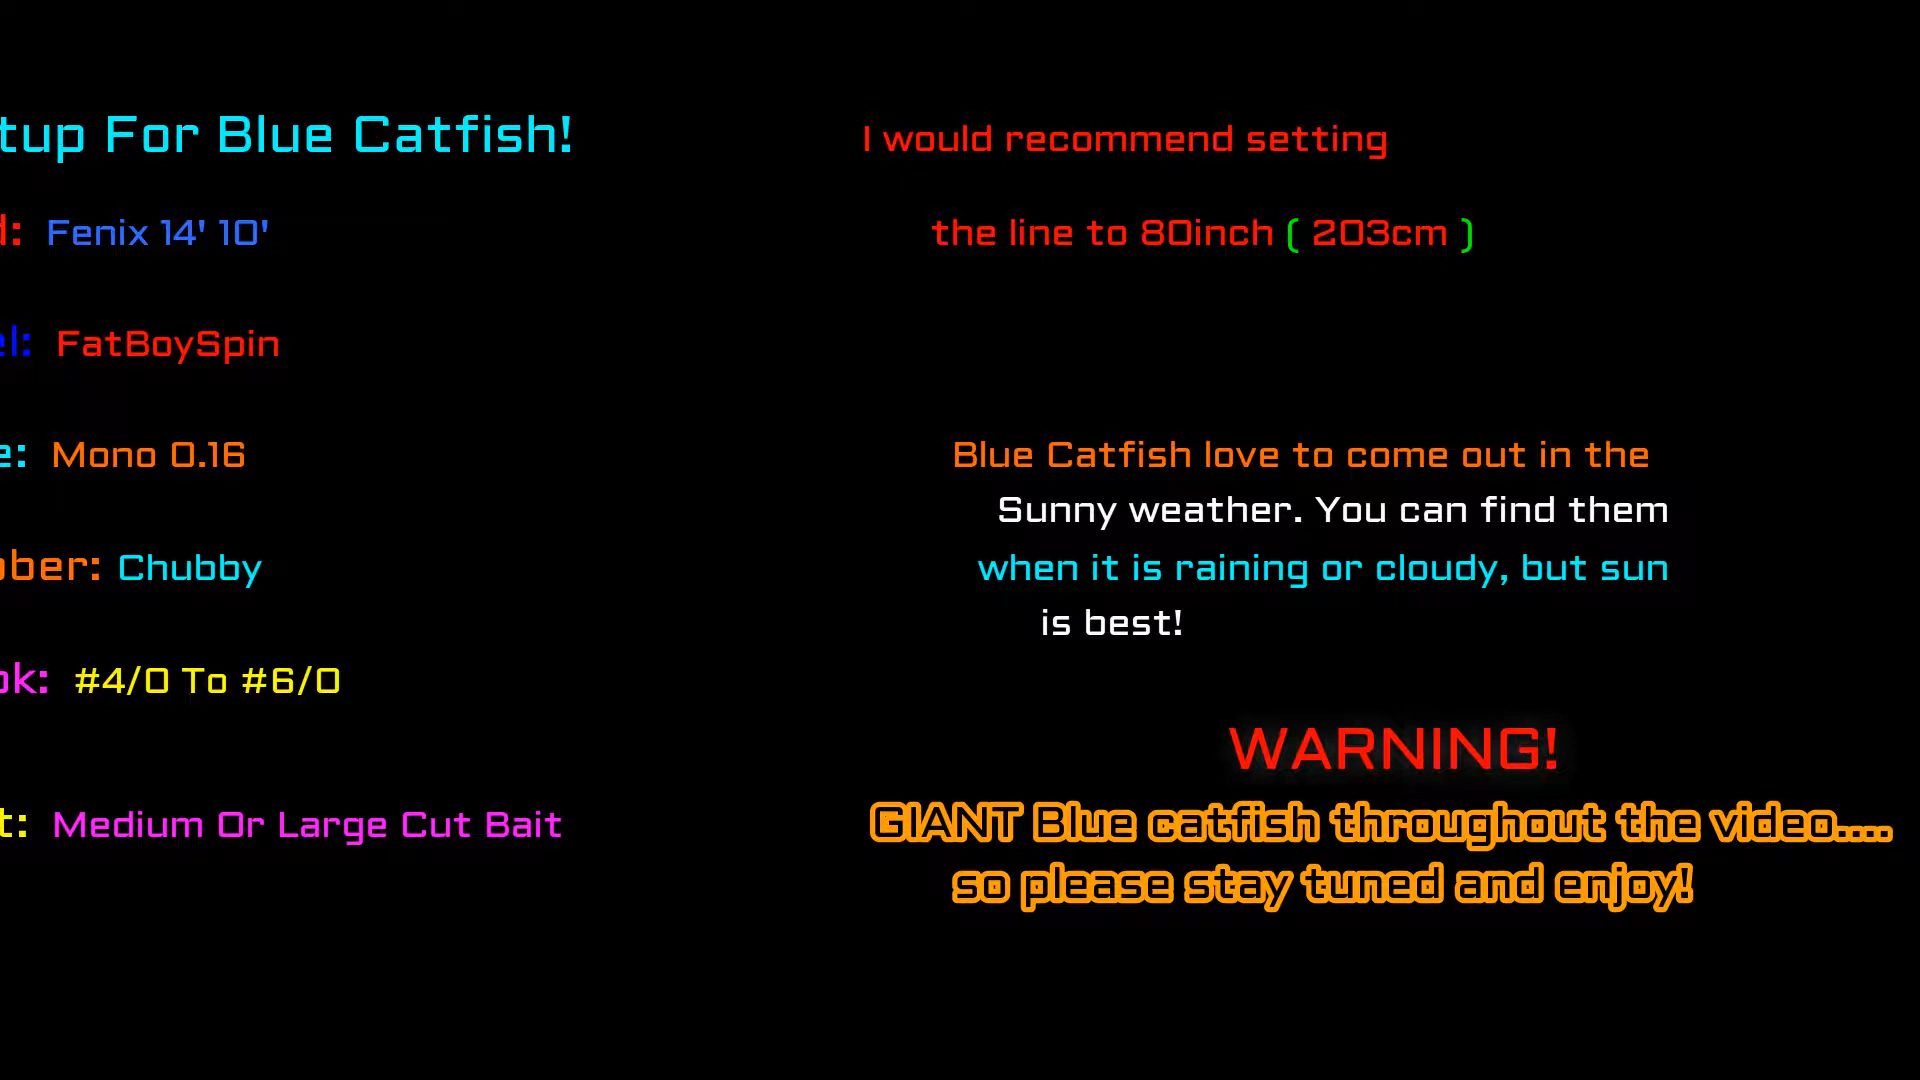 tup For Blue Catfish!
d: Fenix 14' 10'
el: FatBoySpin
e: Mono 0.16
ober: Chubby
ok: #4/0 To #6/0
t: Medium Or Large Cut Bait
I would recommend setting
the line to 80inch ( 203cm )
Blue Catfish love to come out in the
Sunny weather. You can find them
when it is raining or cloudy, but sun
is best!
WARNING!
GIANT Blue catfish throughout the video....
so please stay tuned and enjoy!